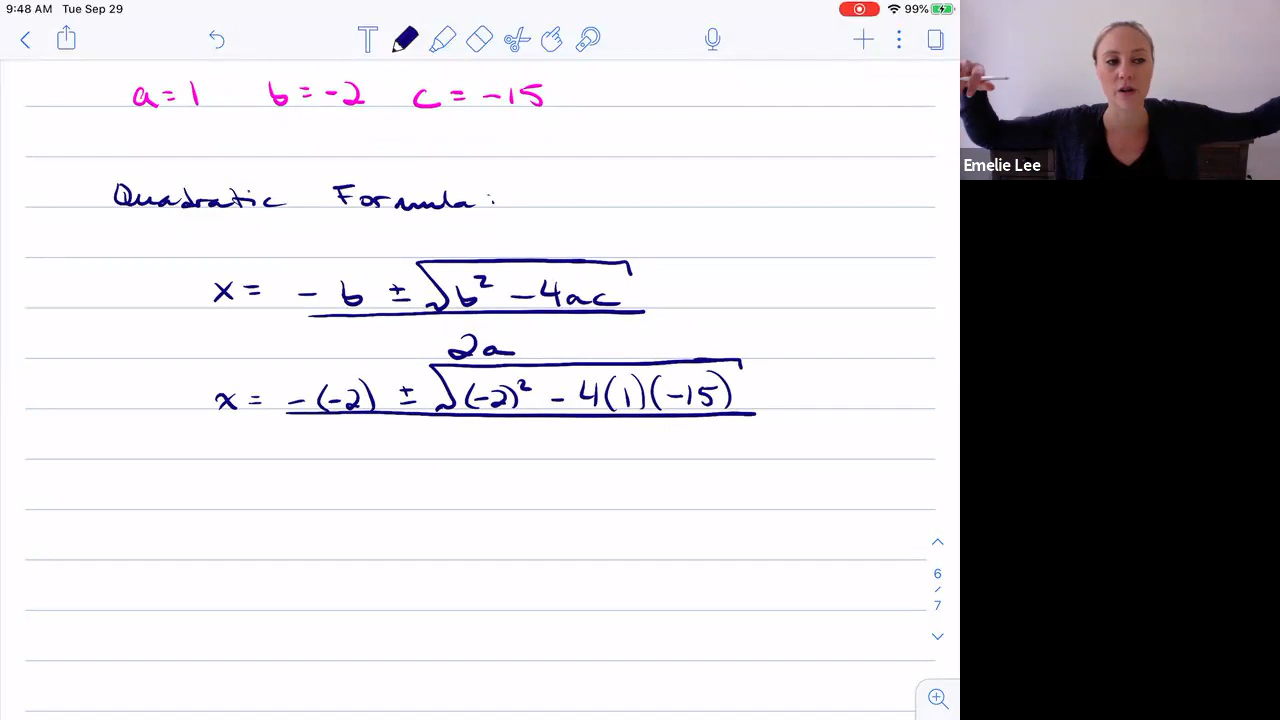 9:48 AM Tue Sep 29
99%
T
a = 1 b = -2 c = -15
Emelie Lee
Quadratic Formula:
x = - b ± √b² - 4ac
2a
x = - (-2) ± √(-2)² - 4(1)(-15)
6
/
7